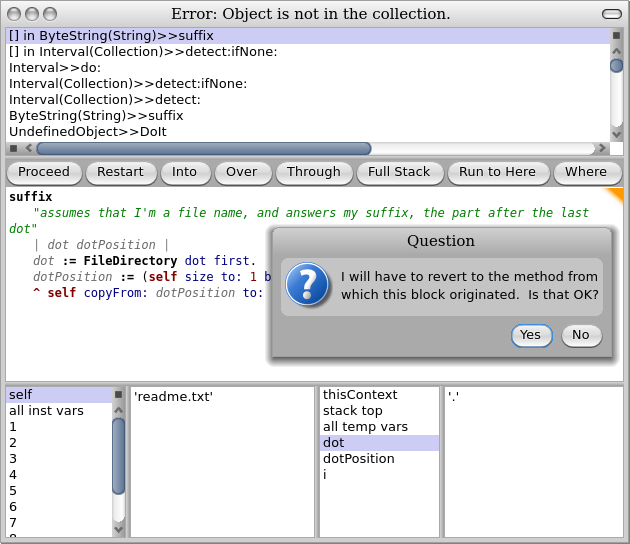 Error: Object is not in the collection.
[] in ByteString(String)>>suffix
[] in Interval(Collection)>>detect:ifNone:
Interval>>do:
Interval(Collection)>>detect:ifNone:
Interval(Collection)>>detect:
ByteString(String)>>suffix
UndefinedObject>>DoIt
Proceed Restart Into Over Through Full Stack Run to Here Where
suffix
"assumes that I'm a file name, and answers my suffix, the part after the last
dot"
| dot dotPosition |
dot := FileDirectory dot first.
dotPosition := (self size to: 1 b
^ self copyFrom: dotPosition to:
Question
I will have to revert to the method from
which this block originated.  Is that OK?
Yes No
self
all inst vars
1
2
3
4
5
6
7
'readme.txt'
thisContext
stack top
all temp vars
dot
dotPosition
i
'.'